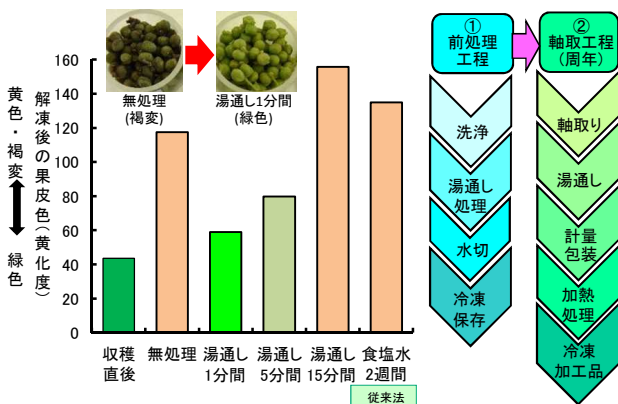 無処理
(褐変)
湯通し1分間
(緑色)
黄色・褐変
緑色
解凍後の果皮色(黄化度)
160
140
120
100
80
60
40
20
0
収穫
直後
無処理
湯通し
1分間
湯通し
5分間
湯通し
15分間
食塩水
2週間
従来法
①
前処理
工程
洗浄
湯通し
処理
水切
冷凍
保存
②
軸取工程
(周年)
軸取り
湯通し
計量
包装
加熱
処理
冷凍
加工品